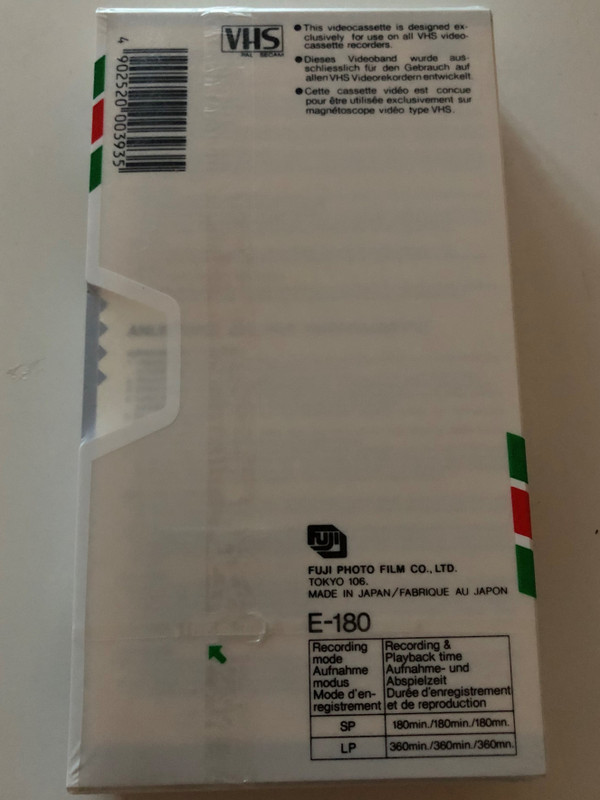 4 902520 003935
VHS
PAL SECAM
●This videocassette is designed ex-
clusively for use on all VHS video-
cassette recorders.
●Dieses Videoband wurde aus-
schliesslich für den Gebrauch auf
allen VHS Videorekordern entwickelt.
●Cette cassette vidéo est concue
pour être utilisée exclusivement sur
magnétoscope vidéo type VHS.
FUJI
FUJI PHOTO FILM CO., LTD.
TOKYO 106.
MADE IN JAPAN/FABRIQUE AU JAPON
E-180
Recording
mode
Aufnahme
modus
Mode d'en-
registrement
Recording &
Playback time
Aufnahme- und
Abspielzeit
Durée d'enregistrement
et de reproduction
SP
180min./180min./180mn.
LP
360min./360min./360mn.